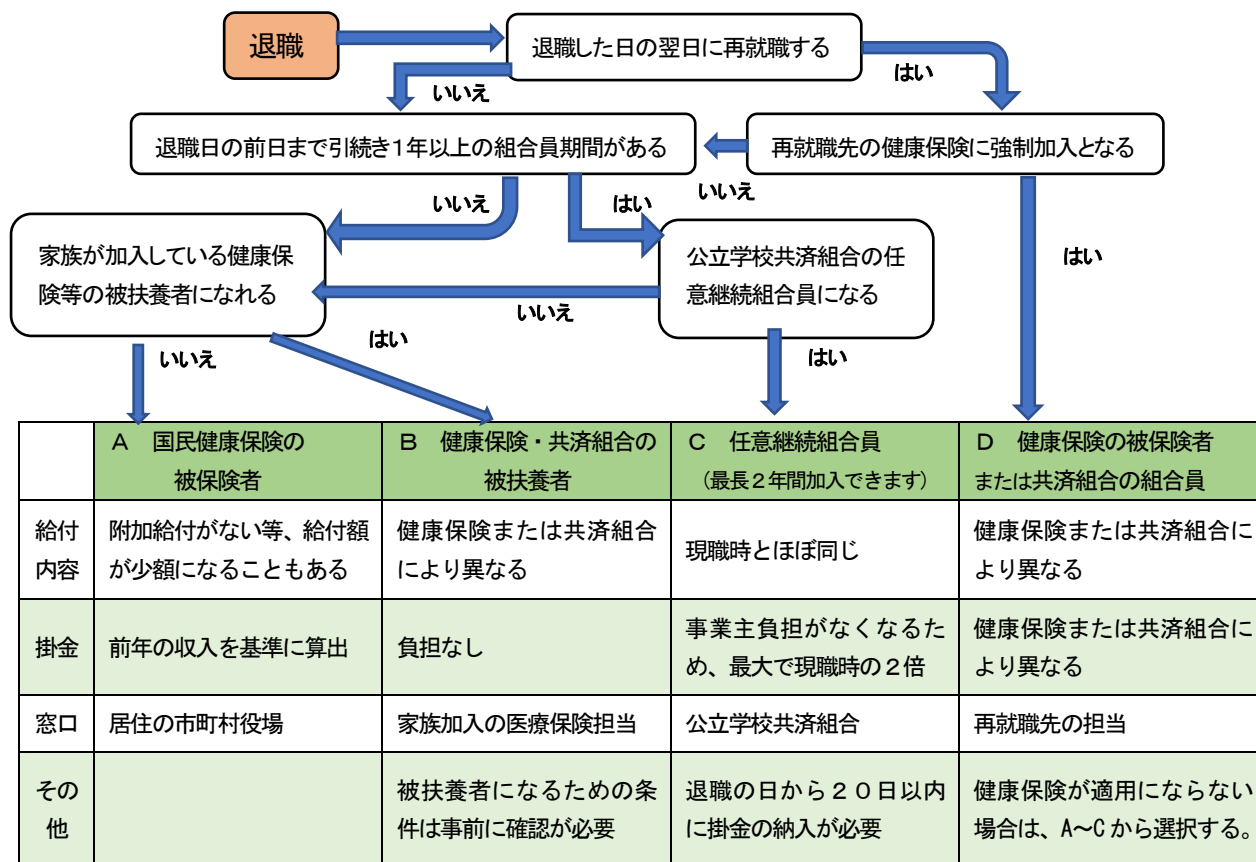 退職
退職した日の翌日に再就職する
はい
いいえ
退職日の前日まで引続き1年以上の組合員期間がある
再就職先の健康保険に強制加入となる
いいえ
いいえ
はい
家族が加入している健康保
険等の被扶養者になれる
公立学校共済組合の任
意継続組合員になる
はい
いいえ
はい
いいえ
はい
A 国民健康保険の
被保険者
B 健康保険・共済組合の
被扶養者
C 任意継続組合員
(最長2年間加入できます)
D 健康保険の被保険者
または共済組合の組合員
給付
内容
附加給付がない等、給付額
が少額になることもある
健康保険または共済組合
により異なる
現職時とほぼ同じ
健康保険または共済組合に
より異なる
掛金
前年の収入を基準に算出
負担なし
事業主負担がなくなるた
め、最大で現職時の2倍
健康保険または共済組合に
より異なる
窓口
居住の市町村役場
家族加入の医療保険担当
公立学校共済組合
再就職先の担当
その
他
被扶養者になるための条
件は事前に確認が必要
退職の日から20日以内
に掛金の納入が必要
健康保険が適用にならない
場合は、A~Cから選択する。